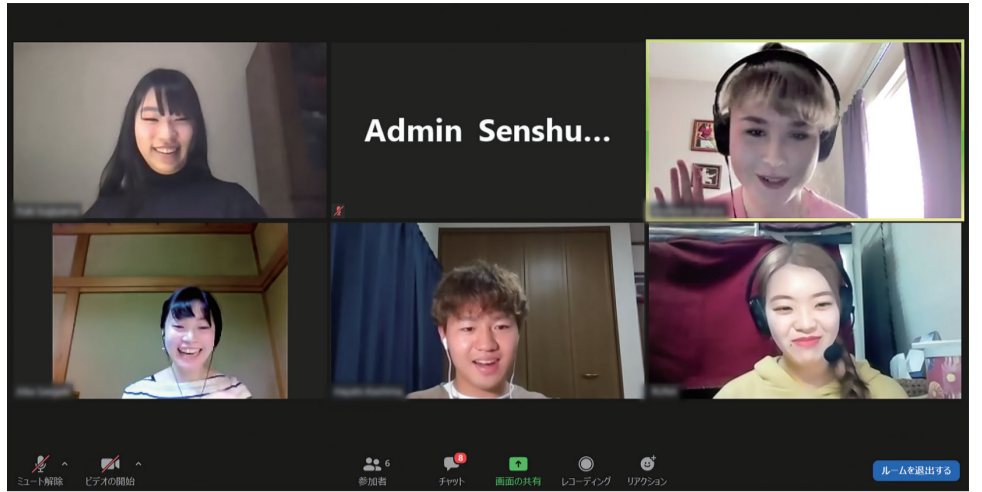 Admin Senshu...
ミュート解除
ビデオの開始
6
参加者
8
チャット
画面の共有
レコーディング
リアクション
ルームを退出する